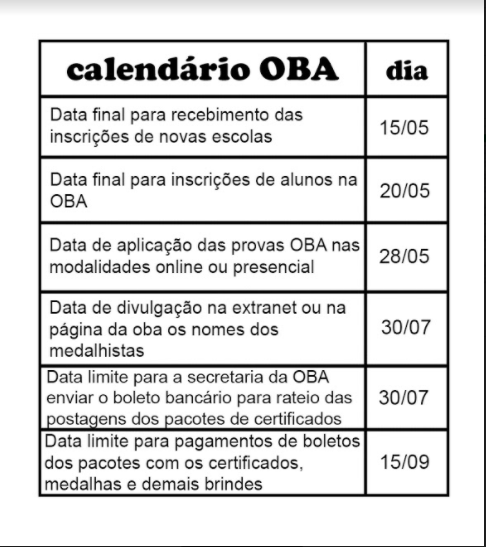 calendário OBA
dia
Data final para recebimento das
inscrições de novas escolas
15/05
Data final para inscrições de alunos na
OBA
20/05
Data de aplicação das provas OBA nas
modalidades online ou presencial
28/05
Data de divulgação na extranet ou na
página da oba os nomes dos
medalhistas
30/07
Data limite para a secretaria da OBA
enviar o boleto bancário para rateio das
postagens dos pacotes de certificados
30/07
Data limite para pagamentos de boletos
dos pacotes com os certificados,
medalhas e demais brindes
15/09